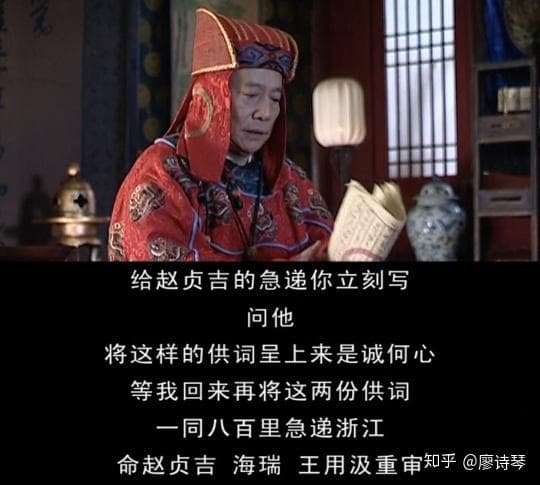 给赵贞吉的急递你立刻写
问他
将这样的供词呈上来是诚何心
等我回来再将这两份供词
一同八百里急递浙江
命赵贞吉 海瑞 王用汲重审
知乎 @廖诗琴